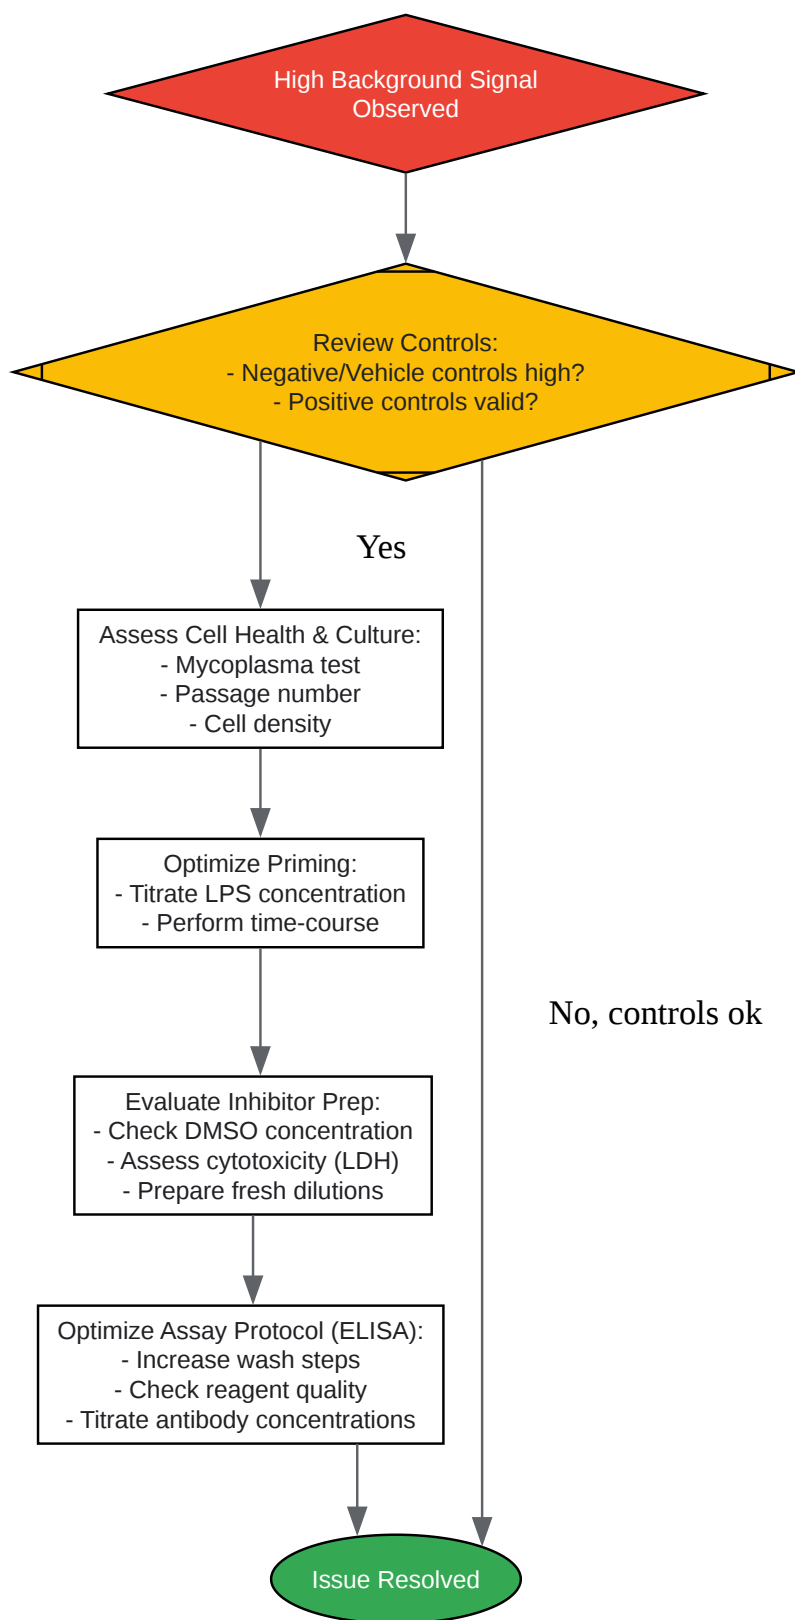 High Background Signal
Observed
Review Controls:
- Negative/Vehicle controls high?
- Positive controls valid?
Yes
Assess Cell Health & Culture:
- Mycoplasma test
- Passage number
- Cell density
Optimize Priming:
- Titrate LPS concentration
- Perform time-course
No, controls ok
Evaluate Inhibitor Prep:
- Check DMSO concentration
- Assess cytotoxicity (LDH)
- Prepare fresh dilutions
Optimize Assay Protocol (ELISA):
- Increase wash steps
- Check reagent quality
- Titrate antibody concentrations
Issue Resolved